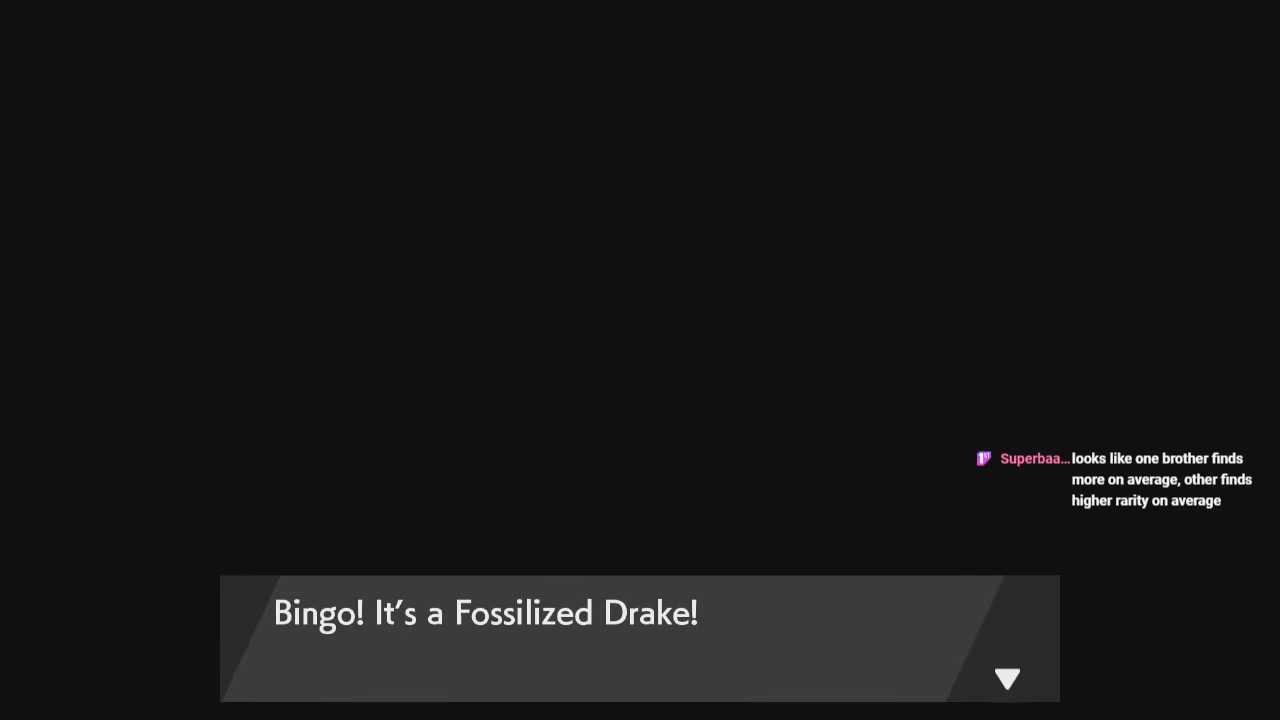 Superbaa... looks like one brother finds
more on average, other finds
higher rarity on average
Bingo! It's a Fossilized Drake!